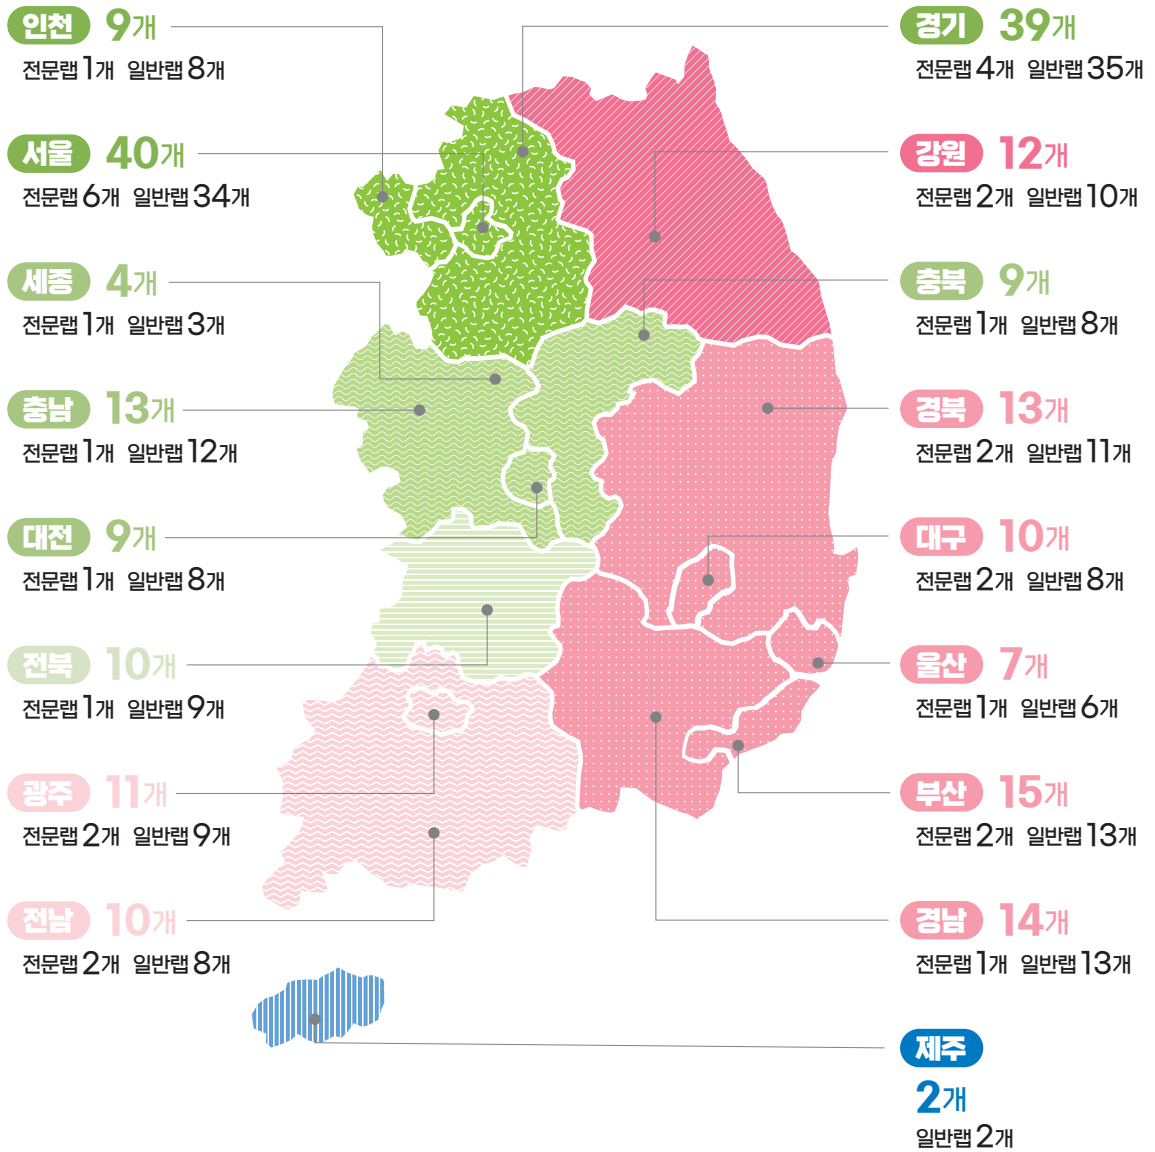 인천 9개
전문랩 1개 일반랩 8개
서울 40개
전문랩 6개 일반랩 34개
세종 4개
전문랩 1개 일반랩 3개
충남 13개
전문랩 1개 일반랩 12개
대전 9개
전문랩 1개 일반랩 8개
전북 10개
전문랩 1개 일반랩 9개
광주 11개
전문랩 2개 일반랩 9개
전남 10개
전문랩 2개 일반랩 8개
경기 39개
전문랩 4개 일반랩 35개
강원 12개
전문랩 2개 일반랩 10개
충북 9개
전문랩 1개 일반랩 8개
경북 13개
전문랩 2개 일반랩 11개
대구 10개
전문랩 2개 일반랩 8개
울산 7개
전문랩 1개 일반랩 6개
부산 15개
전문랩 2개 일반랩 13개
경남 14개
전문랩 1개 일반랩 13개
제주
2개
일반랩 2개